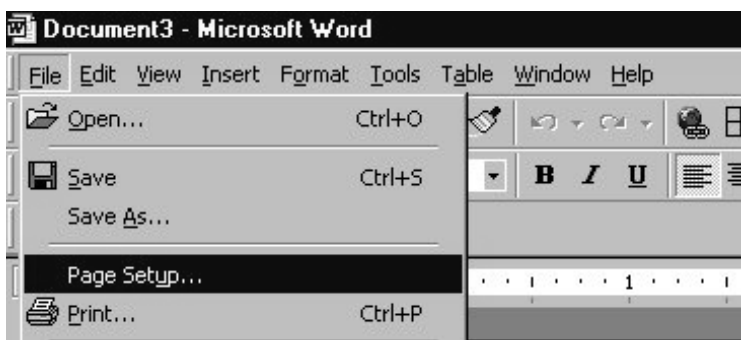 Document3 - Microsoft Word
File Edit View Insert Format Tools Table Window Help
Open... Ctrl+O
Save Ctrl+S
B I U
Save As...
Page Setup...
1
Print... Ctrl+P